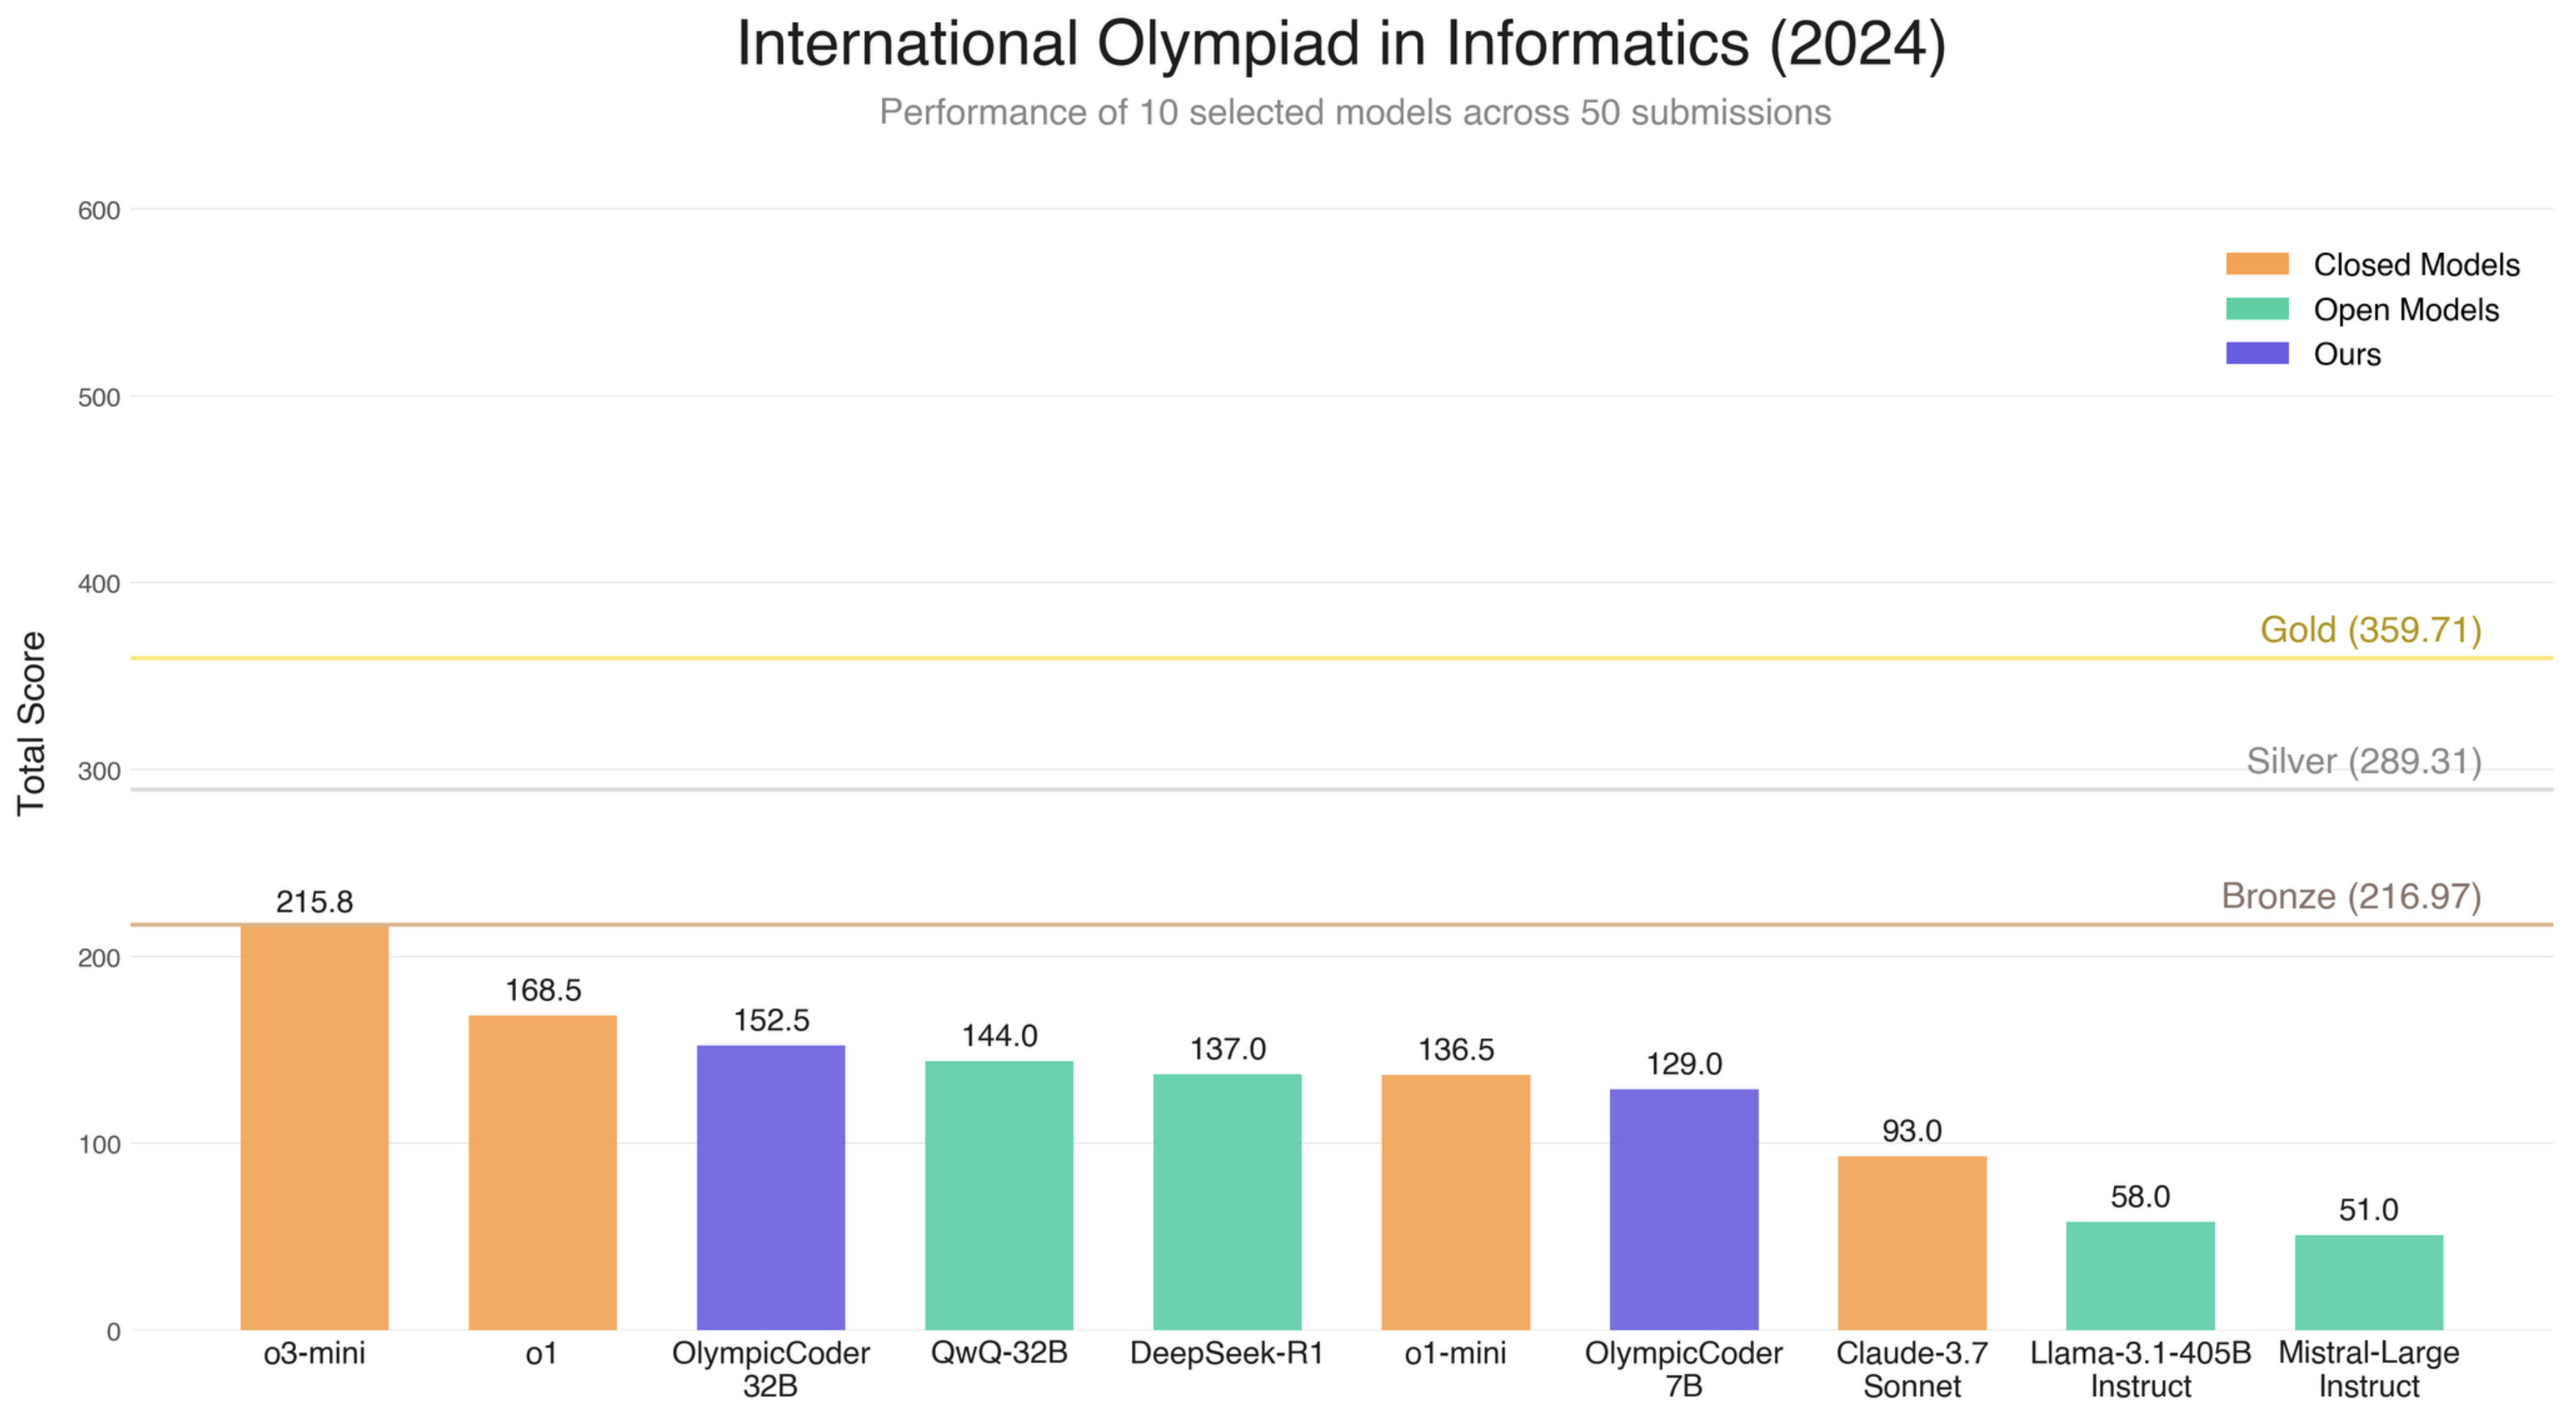 International Olympiad in Informatics (2024)
Performance of 10 selected models across 50 submissions
600
500
400
300
200
100
0
Total Score
Closed Models
Open Models
Ours
Gold (359.71)
Silver (289.31)
Bronze (216.97)
215.8
168.5
152.5
144.0
137.0
136.5
129.0
93.0
58.0
51.0
o3-mini
o1
OlympicCoder
32B
QwQ-32B
DeepSeek-R1
o1-mini
OlympicCoder
7B
Claude-3.7
Sonnet
Llama-3.1-405B
Instruct
Mistral-Large
Instruct